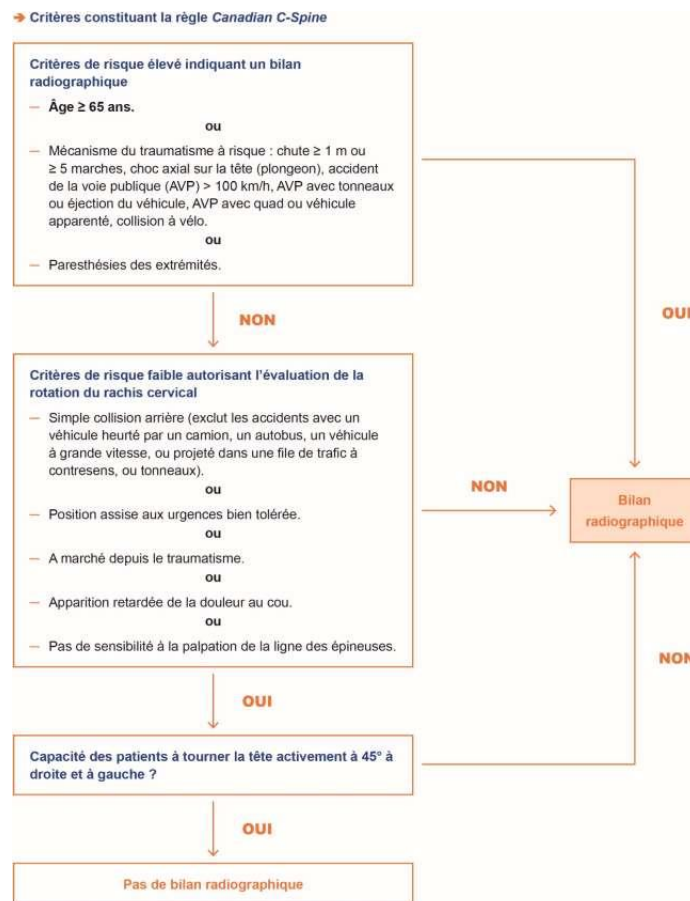 ➔ Critères constituant la règle Canadian C-Spine
Critères de risque élevé indiquant un bilan
radiographique
— Âge ≥ 65 ans.
ou
— Mécanisme du traumatisme à risque : chute ≥ 1 m ou
≥ 5 marches, choc axial sur la tête (plongeon), accident
de la voie publique (AVP) > 100 km/h, AVP avec tonneaux
ou éjection du véhicule, AVP avec quad ou véhicule
apparenté, collision à vélo.
ou
— Paresthésies des extrémités.
OUI
NON
Critères de risque faible autorisant l'évaluation de la
rotation du rachis cervical
— Simple collision arrière (exclut les accidents avec un
véhicule heurté par un camion, un autobus, un véhicule
à grande vitesse, ou projeté dans une file de trafic à
contresens, ou tonneaux).
ou
— Position assise aux urgences bien tolérée.
ou
— A marché depuis le traumatisme.
ou
— Apparition retardée de la douleur au cou.
ou
— Pas de sensibilité à la palpation de la ligne des épineuses.
NON
Bilan
radiographique
NON
OUI
Capacité des patients à tourner la tête activement à 45° à
droite et à gauche ?
OUI
Pas de bilan radiographique